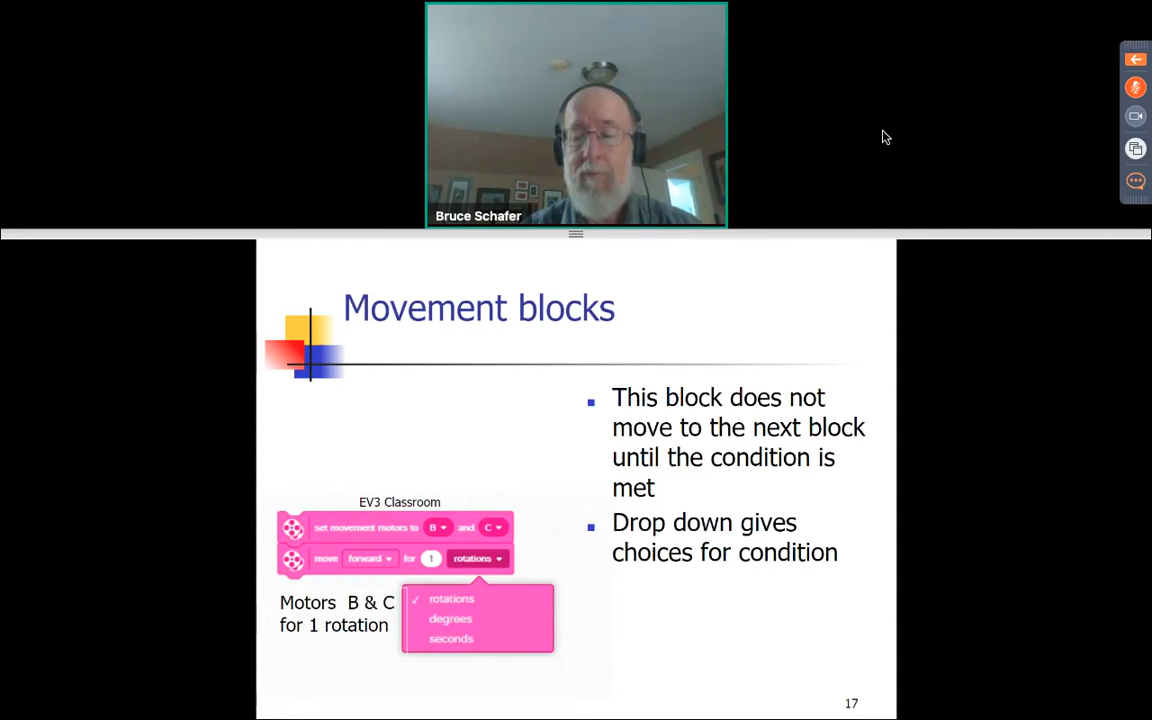 Bruce Schafer
Movement blocks
This block does not
move to the next block
until the condition is
met
Drop down gives
choices for condition
EV3 Classroom
set movement motors to B and C
move forward for 1 rotations
rotations
degrees
seconds
Motors B & C
for 1 rotation
17